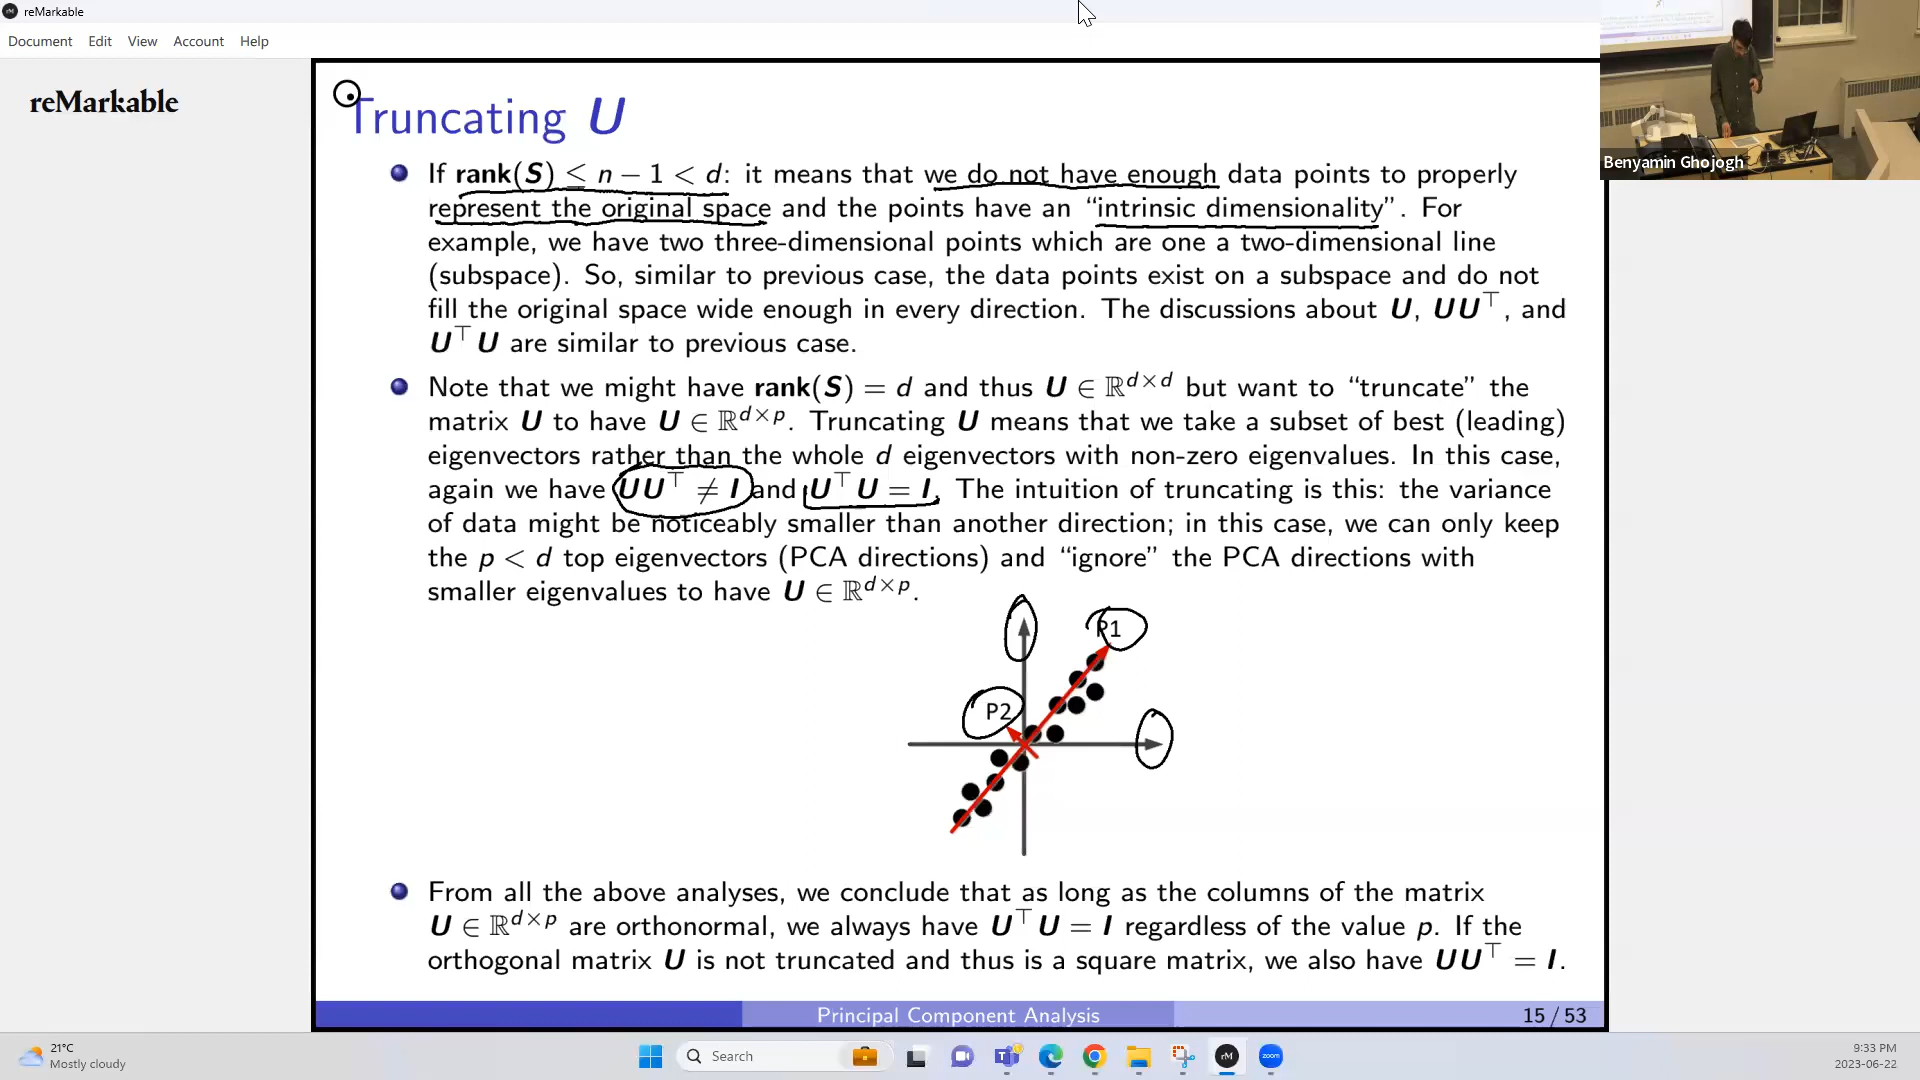 reMarkable
Document Edit View Account Help
reMarkable
Benyamin Ghojogh
Truncating U
If rank(S) ≤ n − 1 < d: it means that we do not have enough data points to properly
represent the original space and the points have an “intrinsic dimensionality”. For
example, we have two three-dimensional points which are one a two-dimensional line
(subspace). So, similar to previous case, the data points exist on a subspace and do not
fill the original space wide enough in every direction. The discussions about U, UU⊤, and
U⊤U are similar to previous case.
Note that we might have rank(S) = d and thus U ∈ ℝ^{d×d} but want to “truncate” the
matrix U to have U ∈ ℝ^{d×p}. Truncating U means that we take a subset of best (leading)
eigenvectors rather than the whole d eigenvectors with non-zero eigenvalues. In this case,
again we have UU⊤ ≠ I and U⊤U = I. The intuition of truncating is this: the variance
of data might be noticeably smaller than another direction; in this case, we can only keep
the p < d top eigenvectors (PCA directions) and “ignore” the PCA directions with
smaller eigenvalues to have U ∈ ℝ^{d×p}.
P1
P2
From all the above analyses, we conclude that as long as the columns of the matrix
U ∈ ℝ^{d×p} are orthonormal, we always have U⊤U = I regardless of the value p. If the
orthogonal matrix U is not truncated and thus is a square matrix, we also have UU⊤ = I.
Principal Component Analysis 15 / 53
21°C
Mostly cloudy
Search
rM
zoom
9:33 PM
2023-06-22